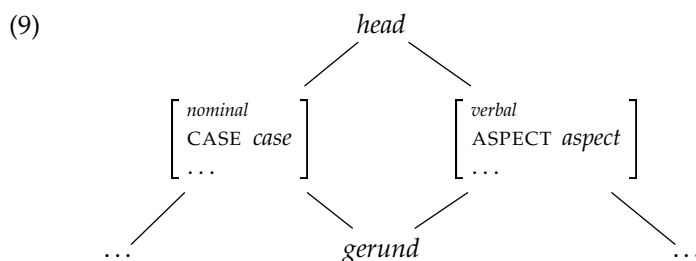 (9) head
nominal verbal
CASE case ASPECT aspect
... ...
... gerund ...